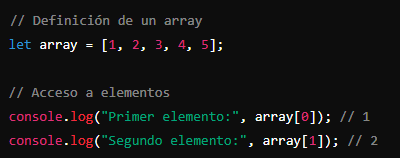 // Definición de un array
let array = [1, 2, 3, 4, 5];
// Acceso a elementos
console.log("Primer elemento:", array[0]); // 1
console.log("Segundo elemento:", array[1]); // 2